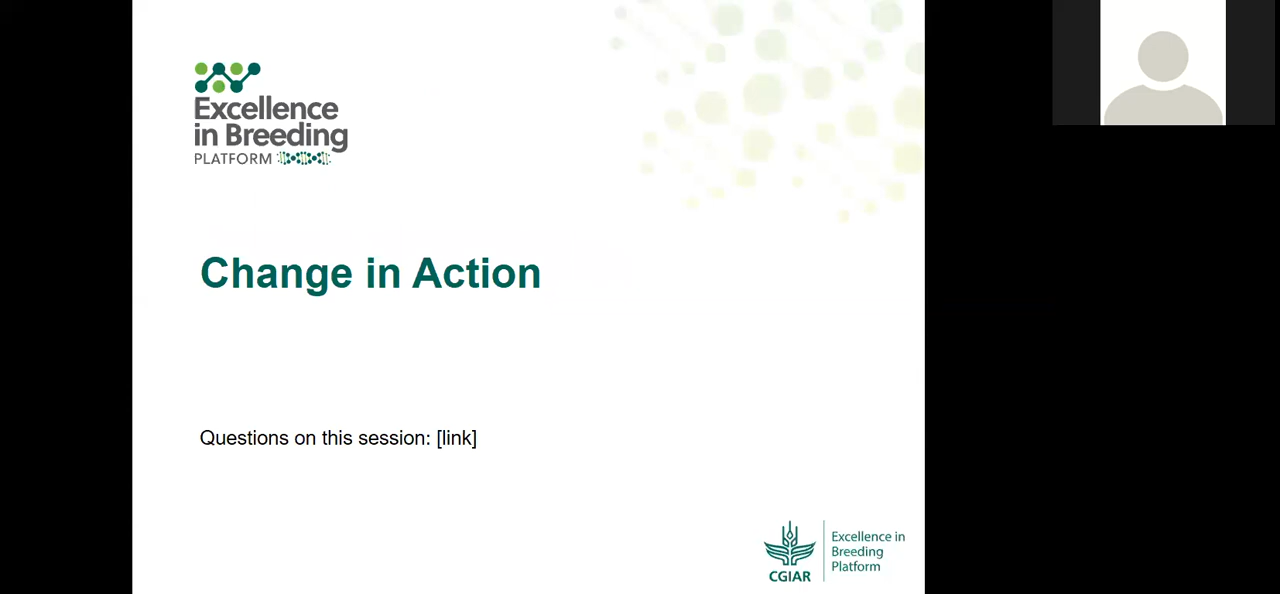 Excellence
in Breeding
PLATFORM
Change in Action
Questions on this session: [link]
CGIAR
Excellence in
Breeding
Platform